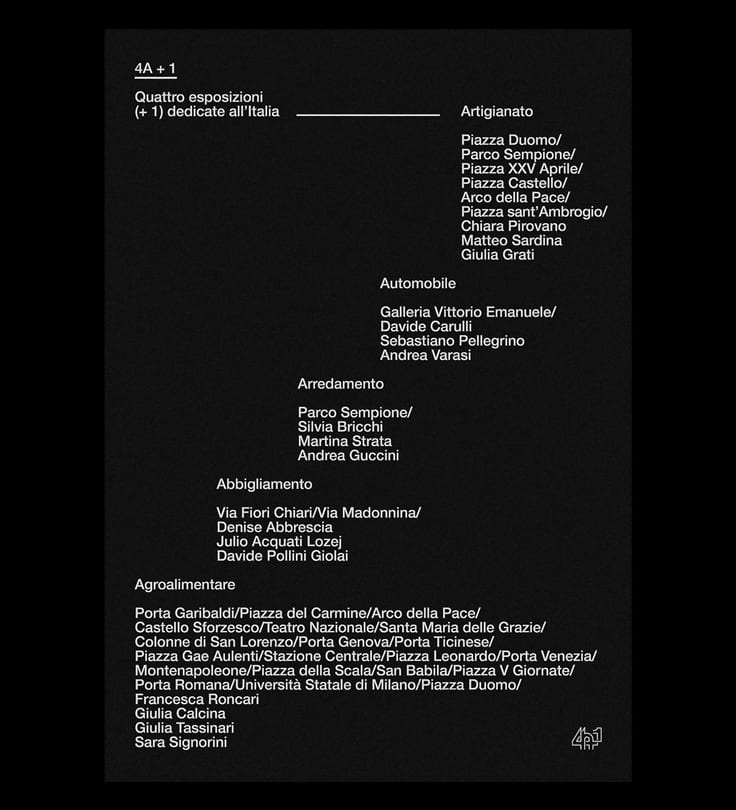 4A + 1
Quattro esposizioni
(+ 1) dedicate all'Italia
Artigianato
Piazza Duomo/
Parco Sempione/
Piazza XXV Aprile/
Piazza Castello/
Arco della Pace/
Piazza sant'Ambrogio/
Chiara Pirovano
Matteo Sardina
Giulia Grati
Automobile
Galleria Vittorio Emanuele/
Davide Carulli
Sebastiano Pellegrino
Andrea Varasi
Arredamento
Parco Sempione/
Silvia Bricchi
Martina Strata
Andrea Guccini
Abbigliamento
Via Fiori Chiari/Via Madonnina/
Denise Abbrescia
Julio Acquati Lozej
Davide Pollini Giolai
Agroalimentare
Porta Garibaldi/Piazza del Carmine/Arco della Pace/
Castello Sforzesco/Teatro Nazionale/Santa Maria delle Grazie/
Colonne di San Lorenzo/Porta Genova/Porta Ticinese/
Piazza Gae Aulenti/Stazione Centrale/Piazza Leonardo/Porta Venezia/
Montenapoleone/Piazza della Scala/San Babila/Piazza V Giornate/
Porta Romana/Università Statale di Milano/Piazza Duomo/
Francesca Roncari
Giulia Calcina
Giulia Tassinari
Sara Signorini
4A+1